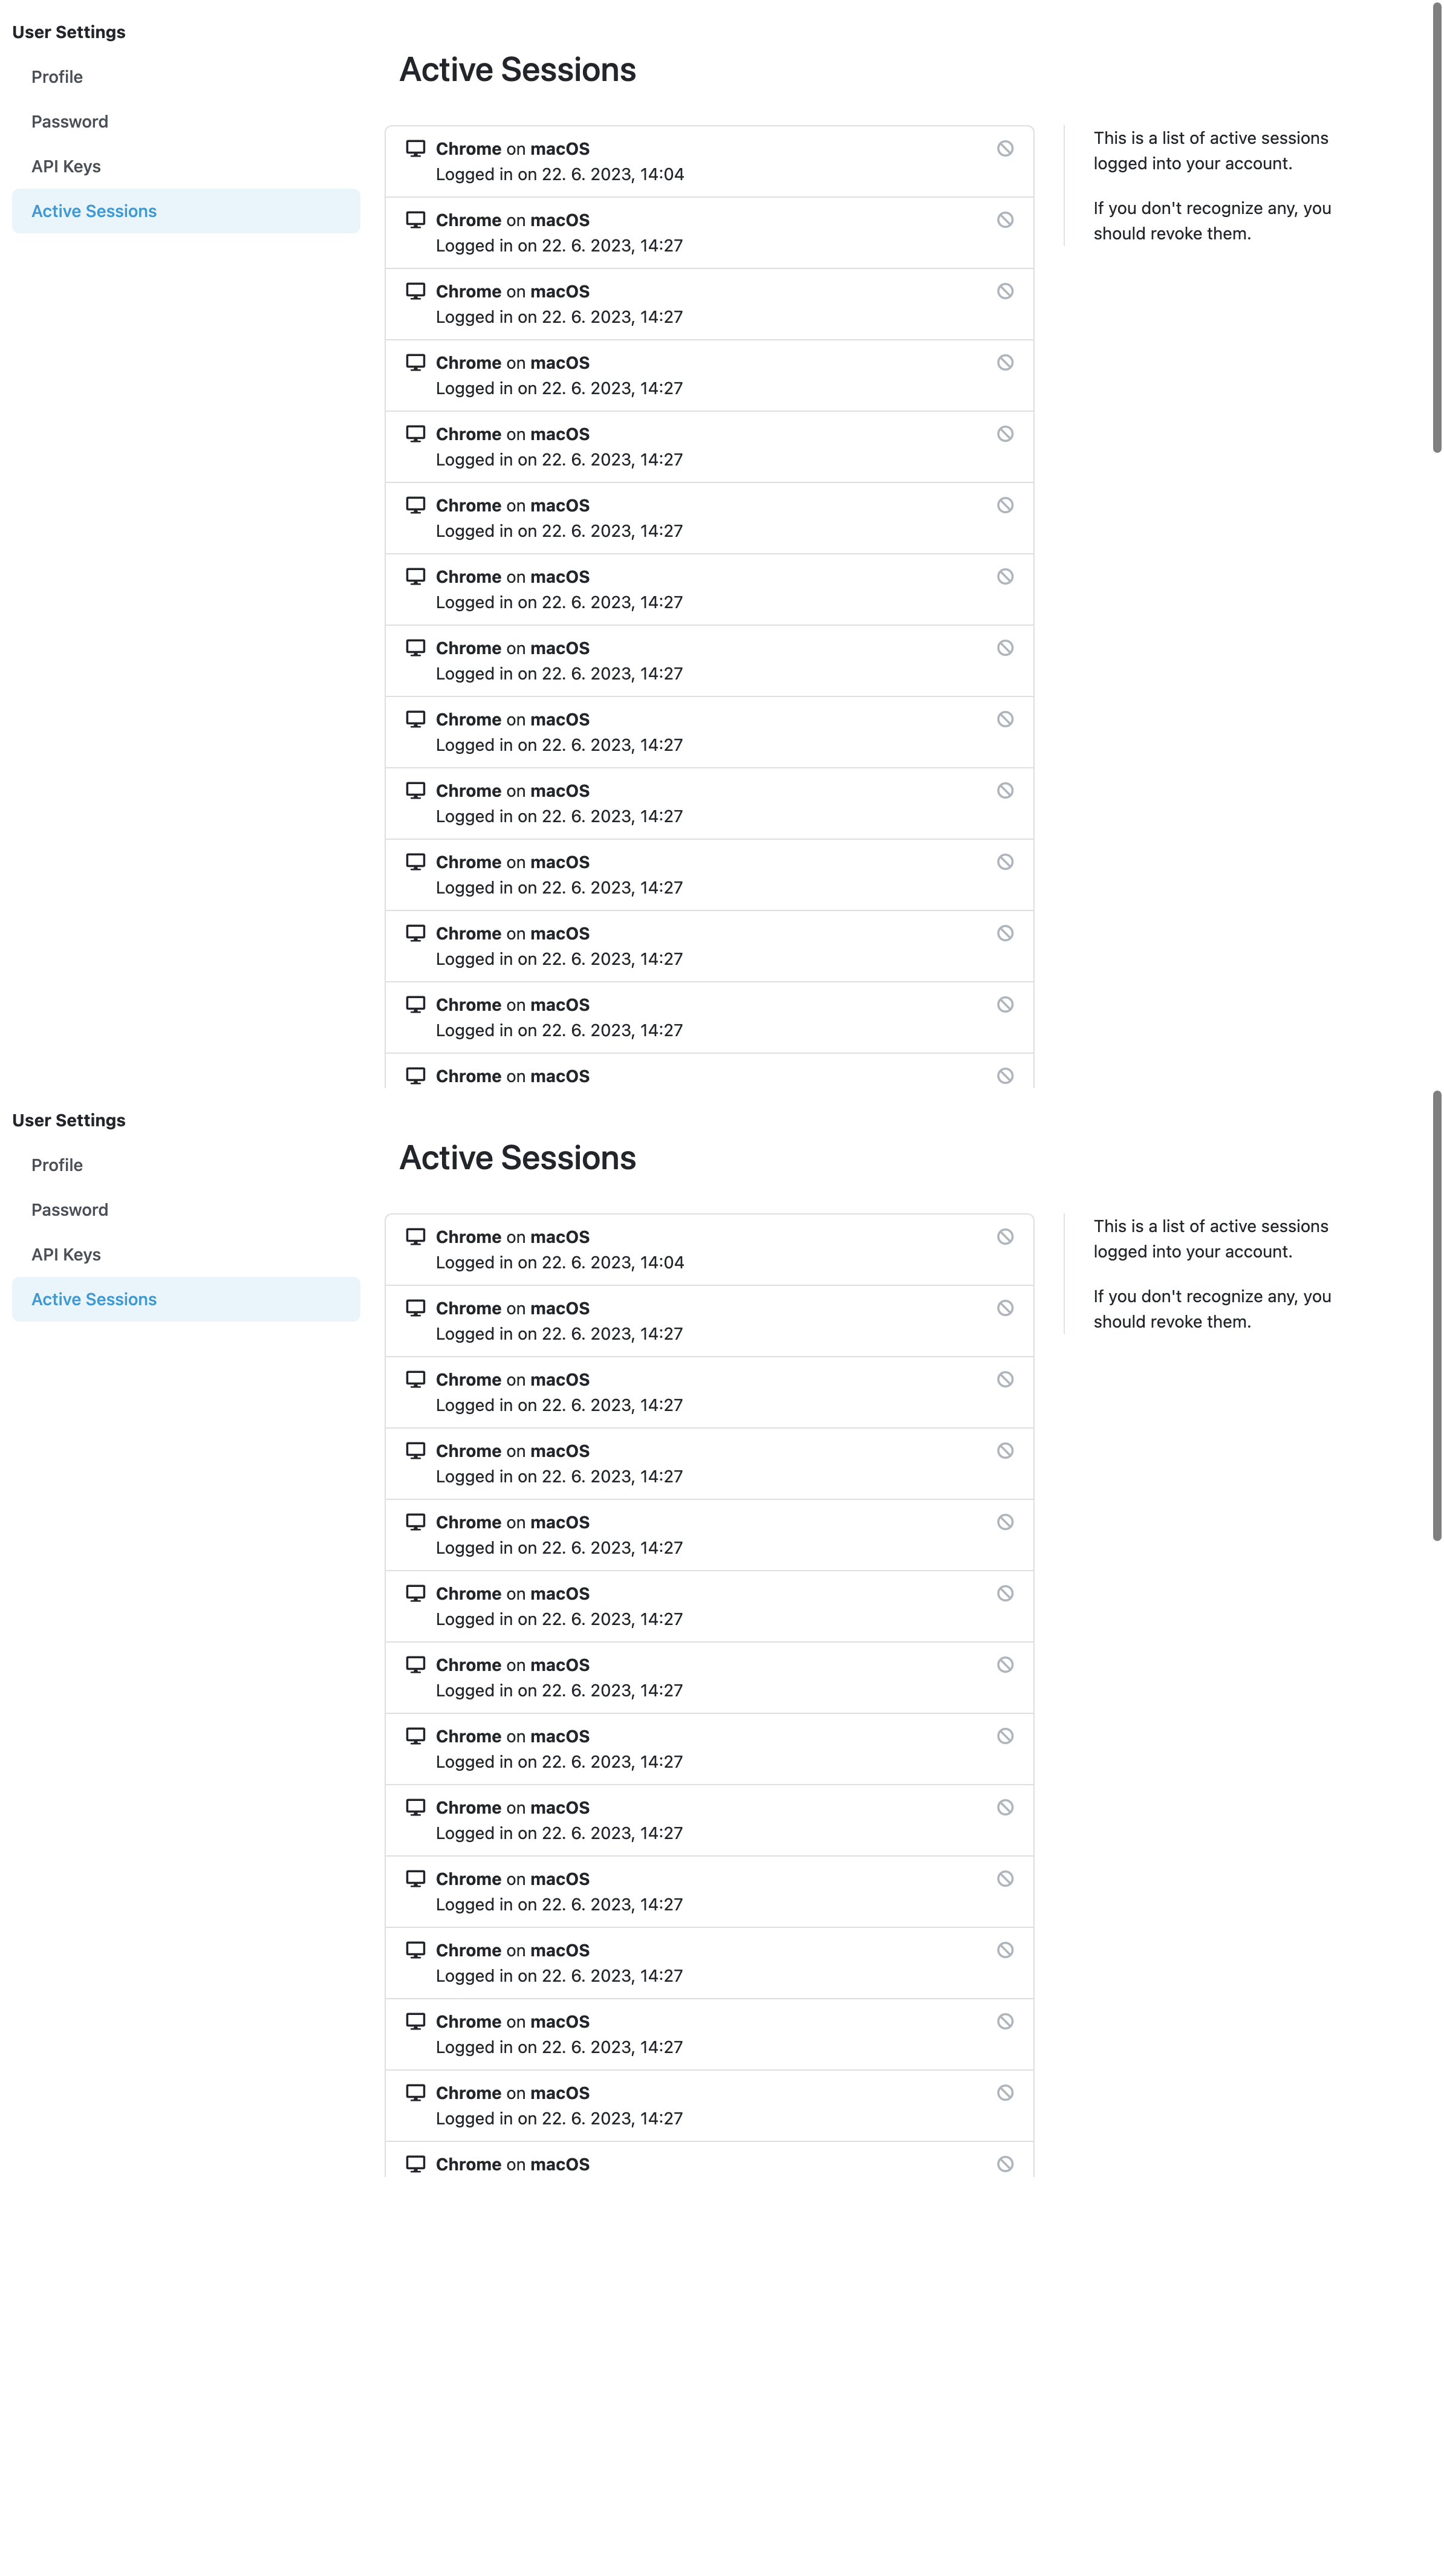 User Settings
Profile
Password
API Keys
Active Sessions
Active Sessions
Chrome on macOS
Logged in on 22. 6. 2023, 14:04
Chrome on macOS
Logged in on 22. 6. 2023, 14:27
Chrome on macOS
Logged in on 22. 6. 2023, 14:27
Chrome on macOS
Logged in on 22. 6. 2023, 14:27
Chrome on macOS
Logged in on 22. 6. 2023, 14:27
Chrome on macOS
Logged in on 22. 6. 2023, 14:27
Chrome on macOS
Logged in on 22. 6. 2023, 14:27
Chrome on macOS
Logged in on 22. 6. 2023, 14:27
Chrome on macOS
Logged in on 22. 6. 2023, 14:27
Chrome on macOS
Logged in on 22. 6. 2023, 14:27
Chrome on macOS
Logged in on 22. 6. 2023, 14:27
Chrome on macOS
Logged in on 22. 6. 2023, 14:27
Chrome on macOS
Logged in on 22. 6. 2023, 14:27
Chrome on macOS
This is a list of active sessions
logged into your account.
If you don't recognize any, you
should revoke them.
User Settings
Profile
Password
API Keys
Active Sessions
Active Sessions
Chrome on macOS
Logged in on 22. 6. 2023, 14:04
Chrome on macOS
Logged in on 22. 6. 2023, 14:27
Chrome on macOS
Logged in on 22. 6. 2023, 14:27
Chrome on macOS
Logged in on 22. 6. 2023, 14:27
Chrome on macOS
Logged in on 22. 6. 2023, 14:27
Chrome on macOS
Logged in on 22. 6. 2023, 14:27
Chrome on macOS
Logged in on 22. 6. 2023, 14:27
Chrome on macOS
Logged in on 22. 6. 2023, 14:27
Chrome on macOS
Logged in on 22. 6. 2023, 14:27
Chrome on macOS
Logged in on 22. 6. 2023, 14:27
Chrome on macOS
Logged in on 22. 6. 2023, 14:27
Chrome on macOS
Logged in on 22. 6. 2023, 14:27
Chrome on macOS
Logged in on 22. 6. 2023, 14:27
Chrome on macOS
This is a list of active sessions
logged into your account.
If you don't recognize any, you
should revoke them.